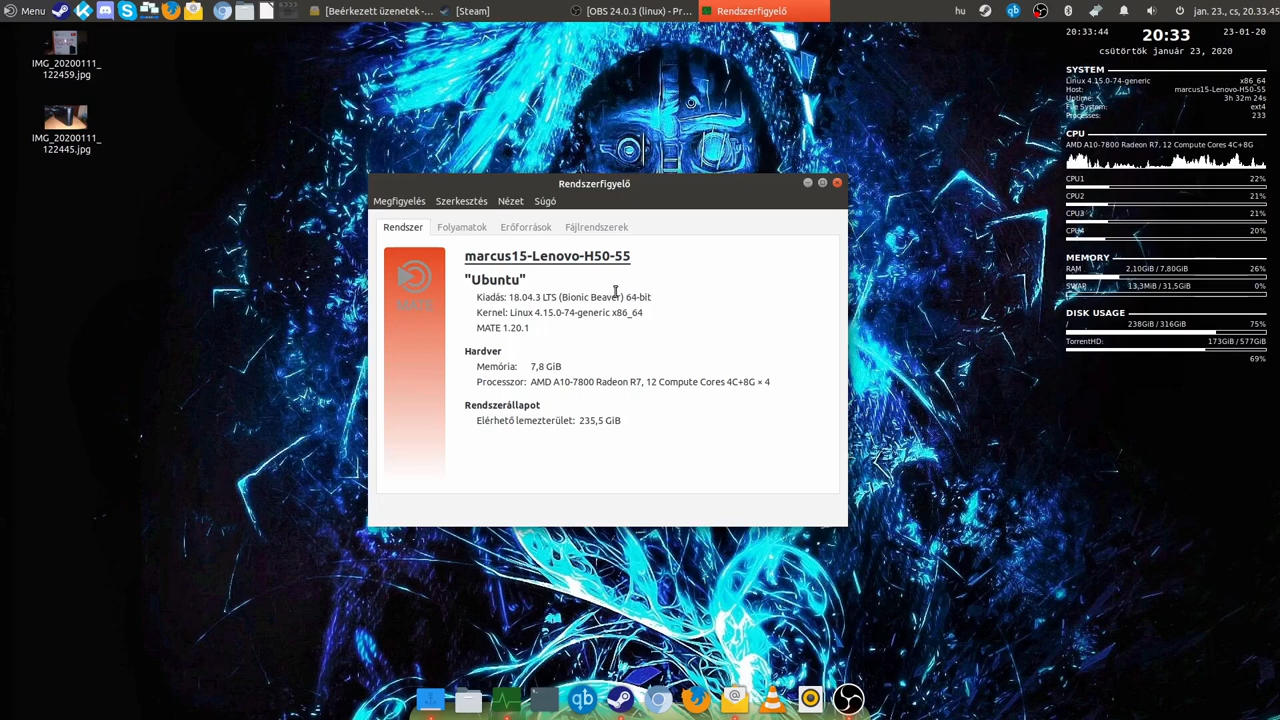 Menu [Beérkezett üzenetek -... [Steam] [OBS 24.0.3 (linux) - Pr... Rendszerfigyelő hu qb jan. 23., cs, 20.33.45
IMG_20200111_
122459.jpg
IMG_20200111_
122445.jpg
Rendszerfigyelő
Megfigyelés Szerkesztés Nézet Súgó
Rendszer Folyamatok Erőforrások Fájlrendszerek
MATE
marcus15-Lenovo-H50-55
"Ubuntu"
Kiadás: 18.04.3 LTS (Bionic Beaver) 64-bit
Kernel: Linux 4.15.0-74-generic x86_64
MATE 1.20.1
Hardver
Memória: 7,8 GiB
Processzor: AMD A10-7800 Radeon R7, 12 Compute Cores 4C+8G × 4
Rendszerállapot
Elérhető lemezterület: 235,5 GiB
20:33:44 20:33 23-01-20
csütörtök január 23, 2020
SYSTEM
Linux 4.15.0-74-generic x86_64
Host: marcus15-Lenovo-H50-55
Uptime: 3h 32m 24s
File System: ext4
Processes: 233
CPU
AMD A10-7800 Radeon R7, 12 Compute Cores 4C+8G
CPU1 22%
CPU2 21%
CPU3 21%
CPU4 20%
MEMORY
RAM 2,10GiB / 7,80GiB 26%
SWAP 13,3MiB / 31,5GiB 0%
DISK USAGE
/ 238GiB / 316GiB 75%
TorrentHD: 173GiB / 577GiB
69%
qb